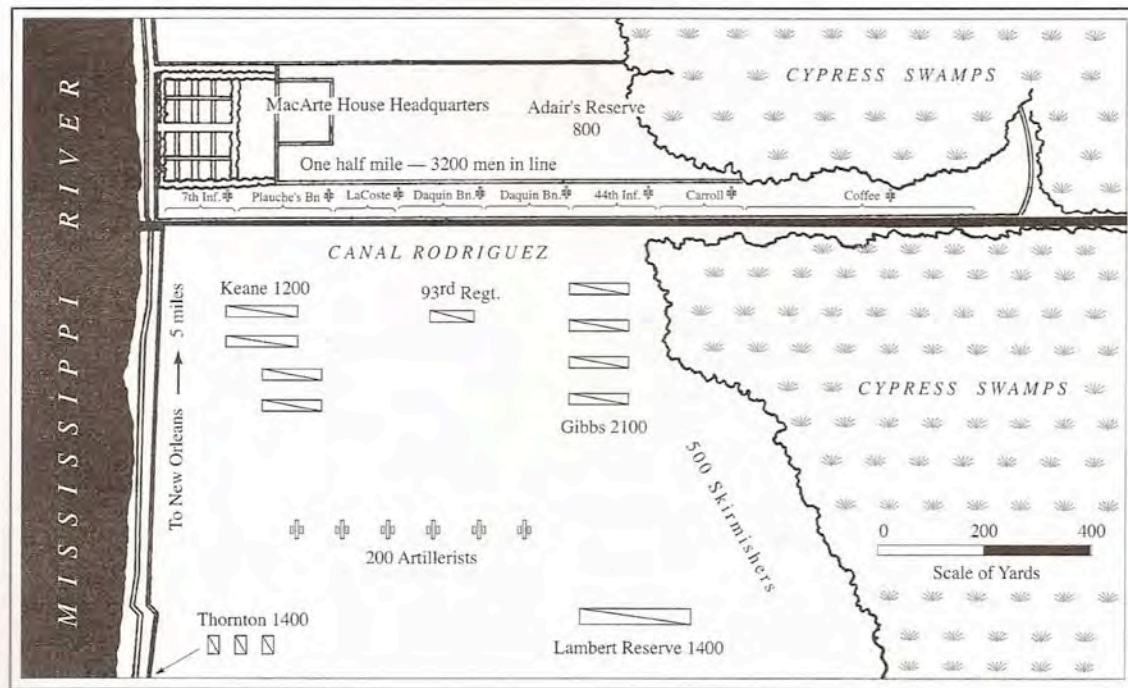 MISSISSIPPI RIVER
CYPRESS SWAMPS
MacArte House Headquarters
Adair's Reserve
800
One half mile — 3200 men in line
7th Inf.
Plauche's Bn
LaCoste
Daquin Bn.
Daquin Bn.
44th Inf.
Carroll
Coffee
CANAL RODRIGUEZ
Keane 1200
93rd Regt.
To New Orleans
5 miles
CYPRESS SWAMPS
Gibbs 2100
500 Skirmishers
200 Artillerists
0 200 400
Scale of Yards
Thornton 1400
Lambert Reserve 1400